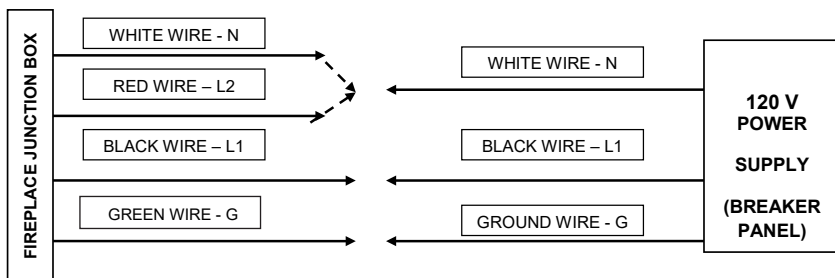 FIREPLACE JUNCTION BOX
WHITE WIRE - N
RED WIRE – L2
BLACK WIRE – L1
GREEN WIRE - G
WHITE WIRE - N
BLACK WIRE – L1
GROUND WIRE - G
120 V
POWER
SUPPLY
(BREAKER
PANEL)